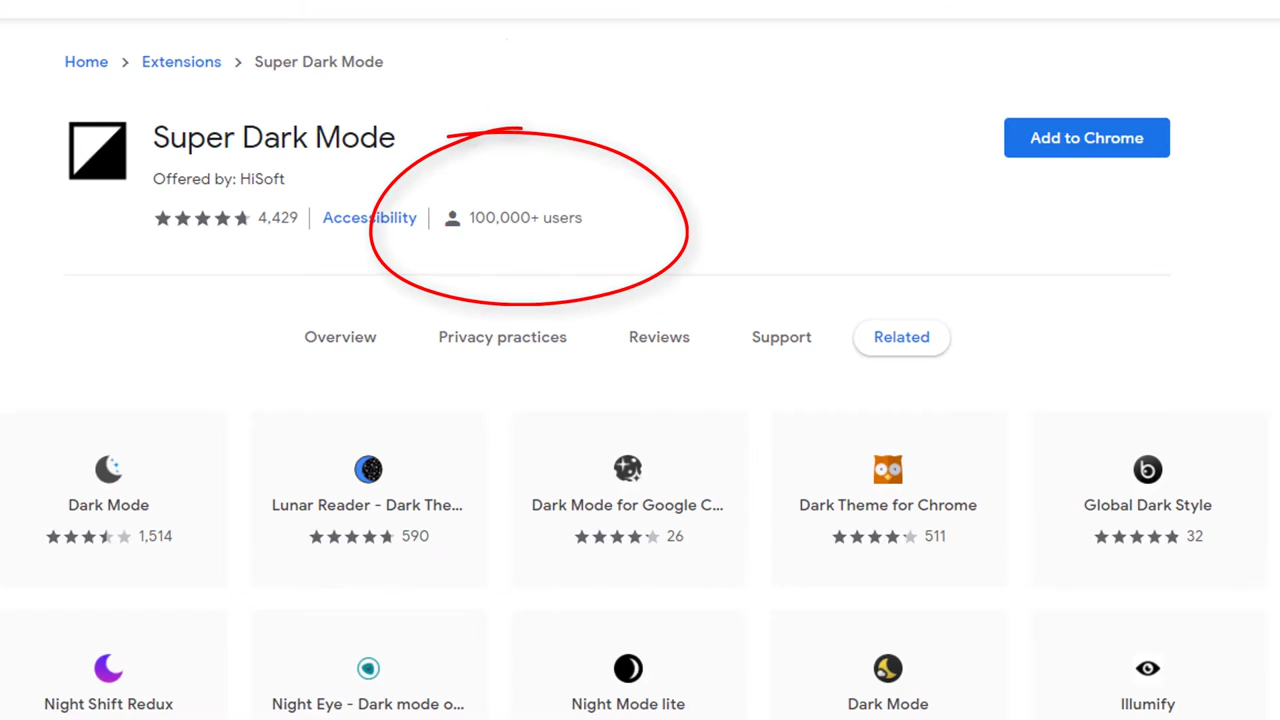 Home > Extensions > Super Dark Mode
Super Dark Mode
Add to Chrome
Offered by: HiSoft
4,429 | Accessibility | 100,000+ users
Overview Privacy practices Reviews Support Related
Dark Mode Lunar Reader - Dark The... Dark Mode for Google C... Dark Theme for Chrome Global Dark Style
1,514 590 26 511 32
Night Shift Redux Night Eye - Dark mode o... Night Mode lite Dark Mode Illumify